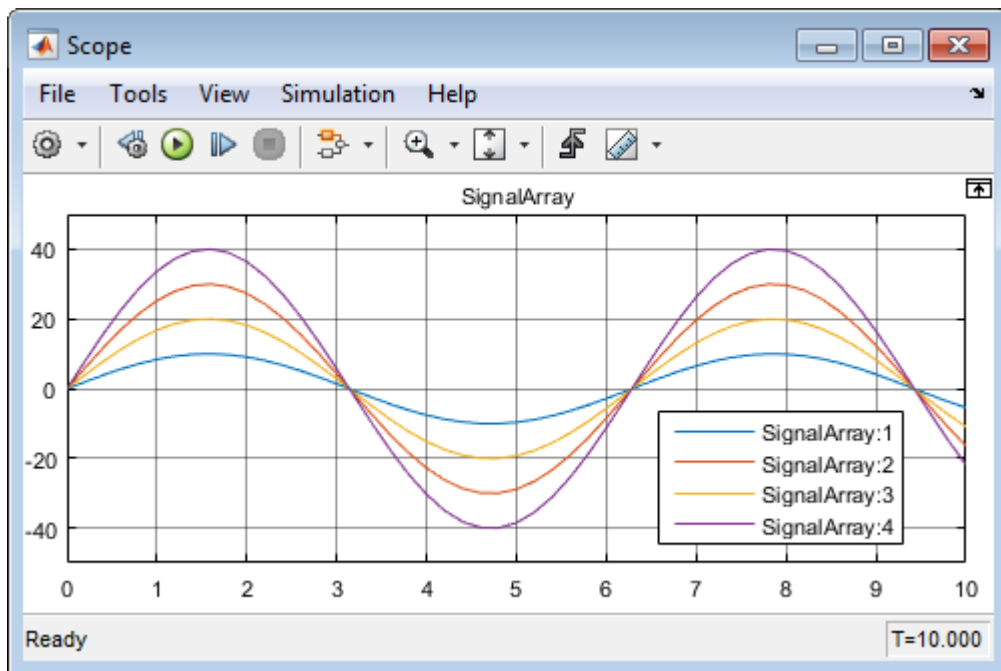 Scope
File Tools View Simulation Help
SignalArray
40
20
0
-20
-40
SignalArray:1
SignalArray:2
SignalArray:3
SignalArray:4
0 1 2 3 4 5 6 7 8 9 10
Ready T=10.000